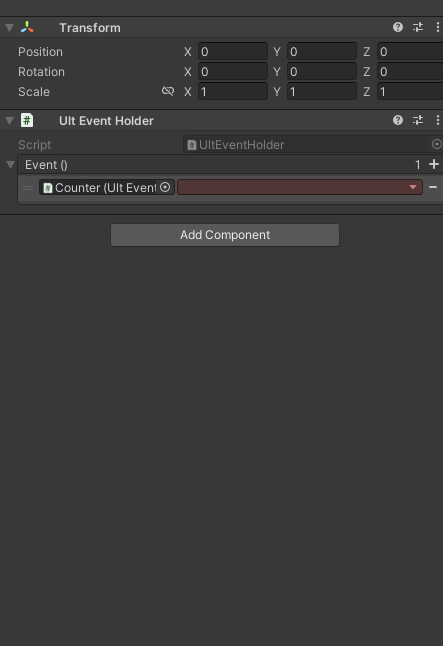 Transform
Position X 0 Y 0 Z 0
Rotation X 0 Y 0 Z 0
Scale X 1 Y 1 Z 1
# Ult Event Holder
Script # UltEventHolder
Event () 1 +
# Counter (Ult Event
Add Component